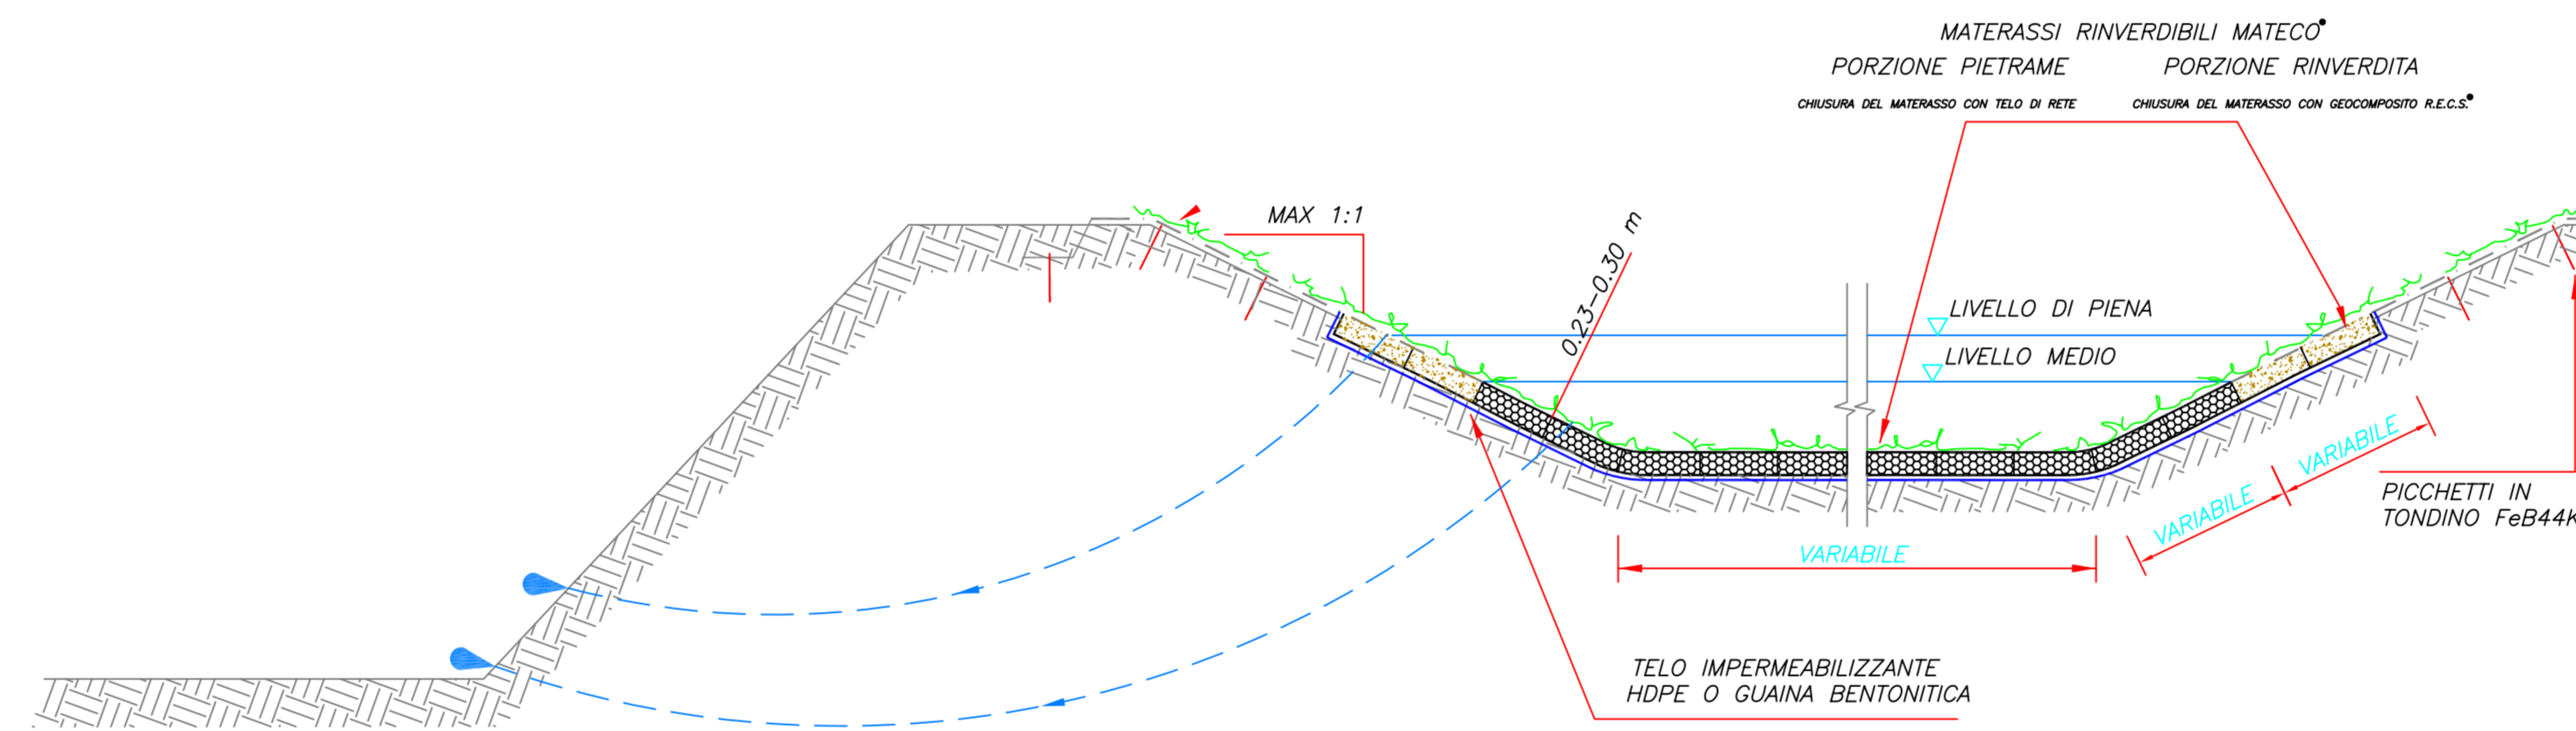 MATERASSI RINVERDIBILI MATECO•
PORZIONE PIETRAME
PORZIONE RINVERDITA
CHIUSURA DEL MATERASSO CON TELO DI RETE
CHIUSURA DEL MATERASSO CON GEOCOMPOSITO R.E.C.S.•
MAX 1:1
0.23-0.30 m
LIVELLO DI PIENA
LIVELLO MEDIO
VARIABILE
VARIABILE
VARIABILE
PICCHETTI IN
TONDINO FeB44K
TELO IMPERMEABILIZZANTE
HDPE O GUAINA BENTONITICA